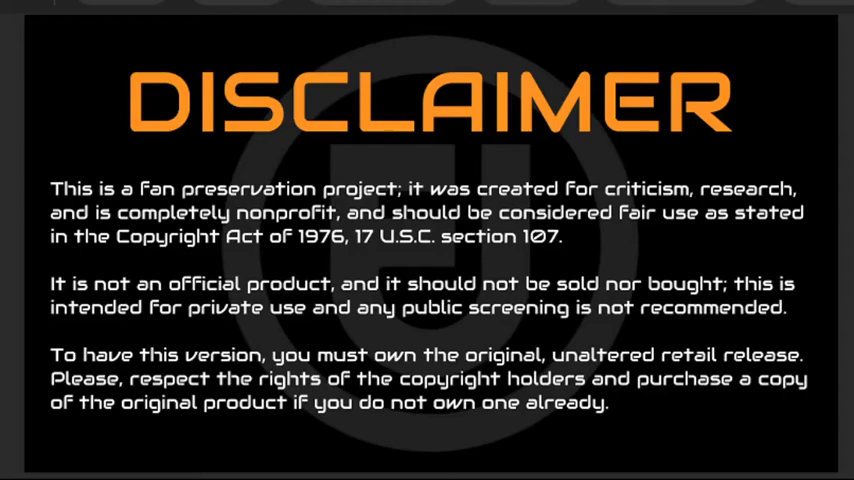 DISCLAIMER
This is a fan preservation project; it was created for criticism, research,
and is completely nonprofit, and should be considered fair use as stated
in the Copyright Act of 1976, 17 U.S.C. section 107.
It is not an official product, and it should not be sold nor bought; this is
intended for private use and any public screening is not recommended.
To have this version, you must own the original, unaltered retail release.
Please, respect the rights of the copyright holders and purchase a copy
of the original product if you do not own one already.